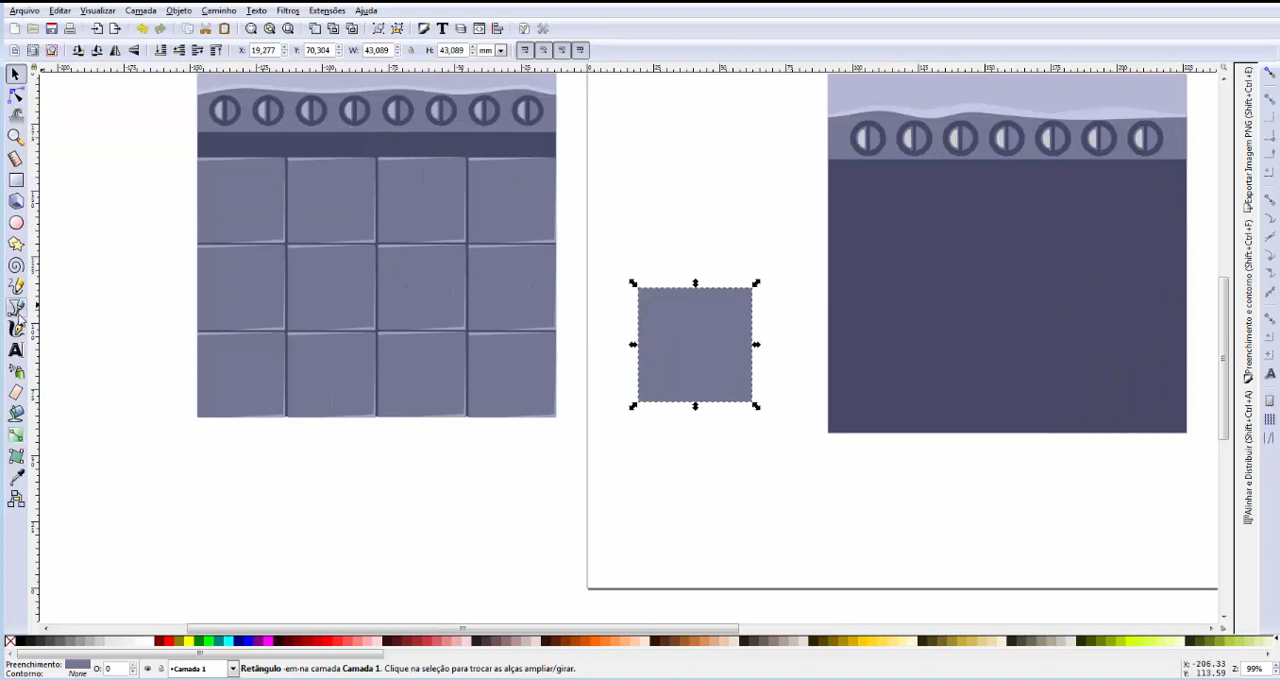 Arquivo Editar Visualizar Camada Objeto Caminho Texto Filtros Extensões Ajuda
X: 19,277 Y: 70,304 W: 43,089 H: 43,089 mm
Exportar Imagem PNG (Shift+Ctrl+E)
Preenchimento e contorno (Shift+Ctrl+F)
Alinhar e Distribuir (Shift+Ctrl+A)
Preenchimento: O: 0 •Camada 1 Retângulo -em-na camada Camada 1. Clique na seleção para trocar as alças ampliar/girar. X: -206.33 Z: 99%
Contorno: None Y: 113.59